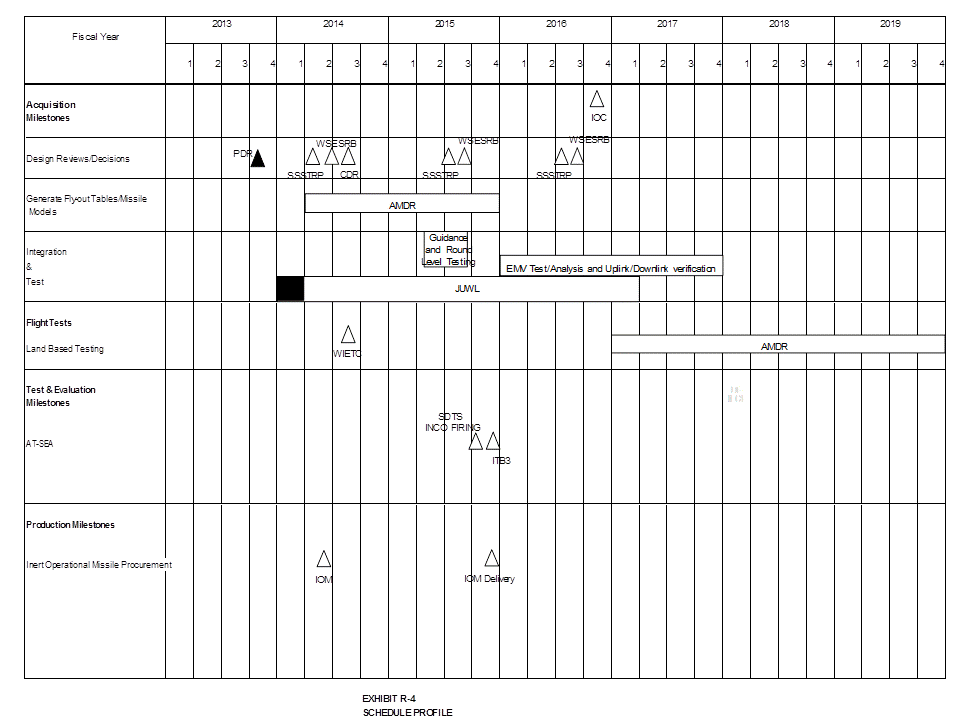 Fiscal Year
2013 2014 2015 2016 2017 2018 2019
1 2 3 4 1 2 3 4 1 2 3 4 1 2 3 4 1 2 3 4 1 2 3 4 1 2 3 4
Acquisition
Milestones
IOC
Design Reviews/Decisions
PDR
WSESRB
SSSTRP
CDR
WSESRB
SSSTRP
WSESRB
SSSTRP
Generate Fly-out Tables/Missile
Models
AMDR
Integration
&
Test
Guidance
and Round
Level Testing
EMV Test/Analysis and Uplink/Downlink verification
JUWL
Flight Tests
Land Based Testing
WIETC
AMDR
Test & Evaluation
Milestones
AT-SEA
SDTS
INCO FIRING
ITB3
Production Milestones
Inert Operational Missile Procurement
IOM
IOM Delivery
EXHIBIT R-4
SCHEDULE PROFILE